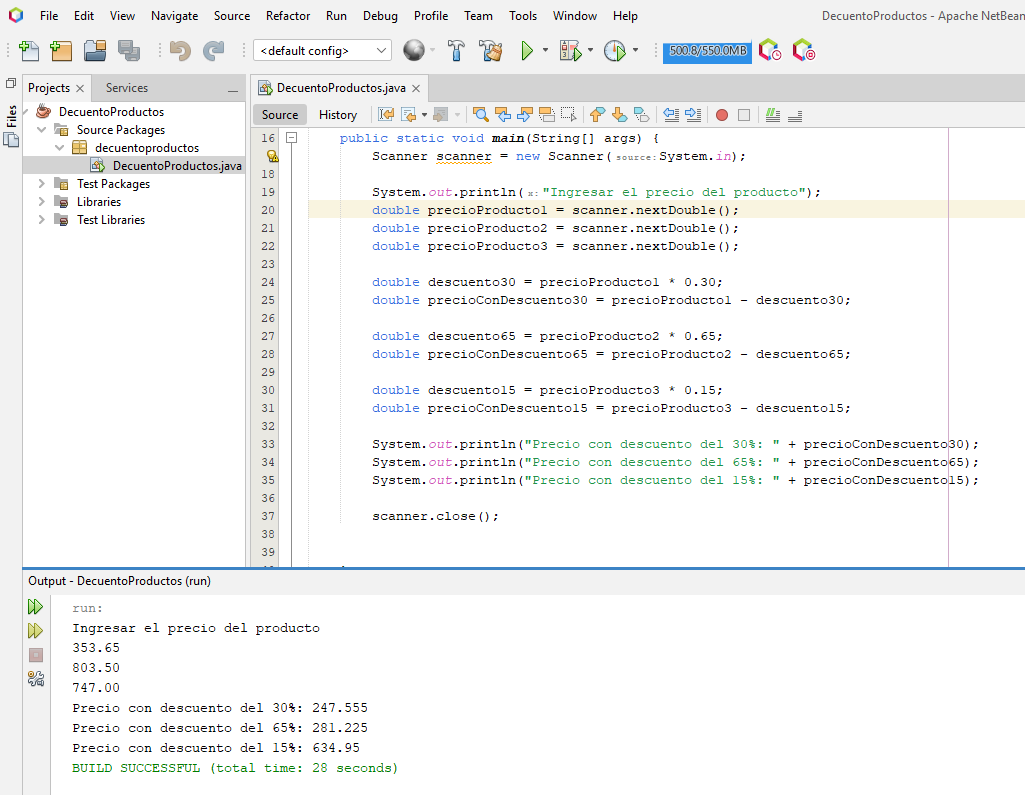 File Edit View Navigate Source Refactor Run Debug Profile Team Tools Window Help DecuentoProductos - Apache NetBean
<default config> 500.8/550.0MB
Projects Services
DecuentoProductos.java
Files
DecuentoProductos
Source Packages
decuentoproductos
DecuentoProductos.java
Test Packages
Libraries
Test Libraries
Source History
16 public static void main(String[] args) {
Scanner scanner = new Scanner(source:System.in);
18
19 System.out.println(x:"Ingresar el precio del producto");
20 double precioProducto1 = scanner.nextDouble();
21 double precioProducto2 = scanner.nextDouble();
22 double precioProducto3 = scanner.nextDouble();
23
24 double descuento30 = precioProducto1 * 0.30;
25 double precioConDescuento30 = precioProducto1 - descuento30;
26
27 double descuento65 = precioProducto2 * 0.65;
28 double precioConDescuento65 = precioProducto2 - descuento65;
29
30 double descuento15 = precioProducto3 * 0.15;
31 double precioConDescuento15 = precioProducto3 - descuento15;
32
33 System.out.println("Precio con descuento del 30%: " + precioConDescuento30);
34 System.out.println("Precio con descuento del 65%: " + precioConDescuento65);
35 System.out.println("Precio con descuento del 15%: " + precioConDescuento15);
36
37 scanner.close();
38
39
Output - DecuentoProductos (run)
run:
Ingresar el precio del producto
353.65
803.50
747.00
Precio con descuento del 30%: 247.555
Precio con descuento del 65%: 281.225
Precio con descuento del 15%: 634.95
BUILD SUCCESSFUL (total time: 28 seconds)